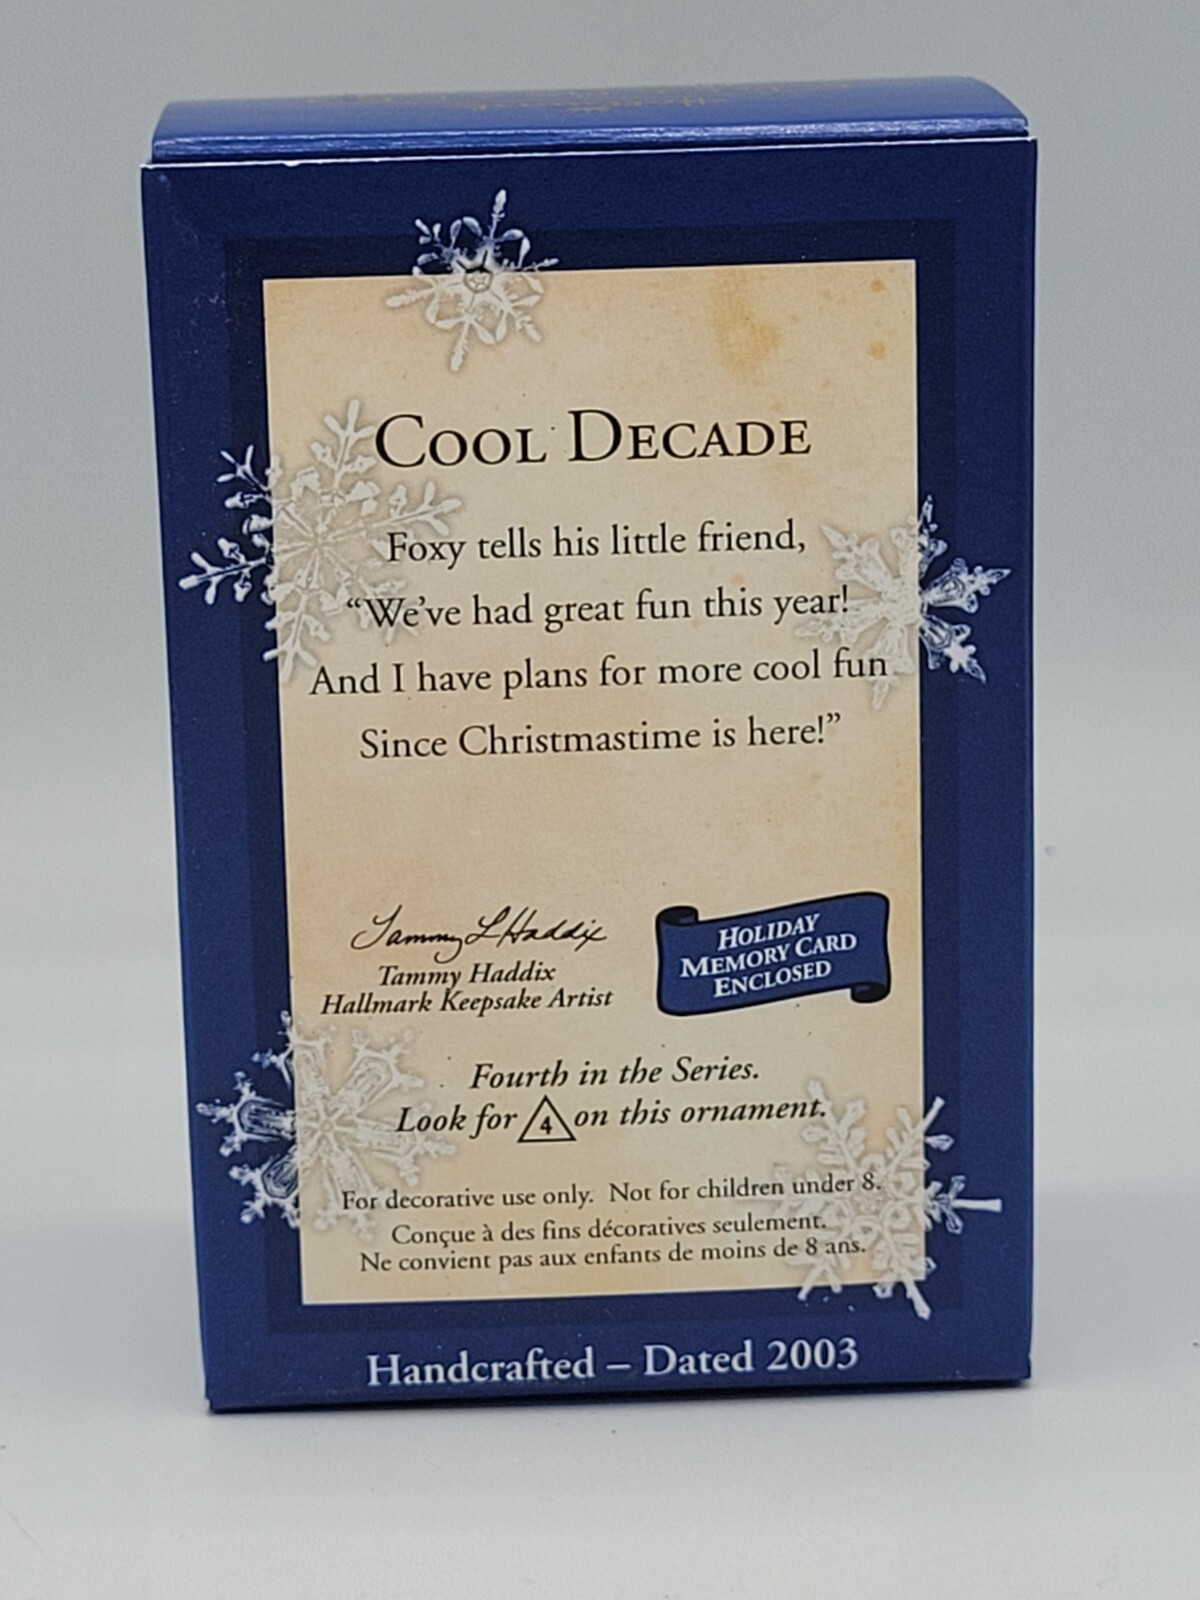 COOL DECADE
Foxy tells his little friend,
“We’ve had great fun this year!
And I have plans for more cool fun
Since Christmastime is here!”
Tammy L Haddix
Tammy Haddix
Hallmark Keepsake Artist
HOLIDAY
MEMORY CARD
ENCLOSED
Fourth in the Series.
Look for 4 on this ornament.
For decorative use only. Not for children under 8.
Conçue à des fins décoratives seulement.
Ne convient pas aux enfants de moins de 8 ans.
Handcrafted – Dated 2003